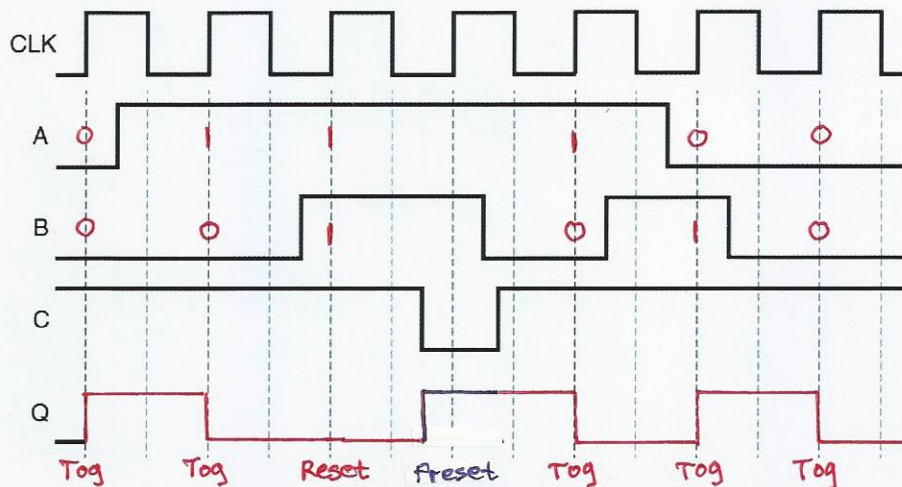 CLK
A 0 1 1 1 0 0
B 0 0 1 0 1 0
C
Q
Tog Tog Reset Preset Tog Tog Tog